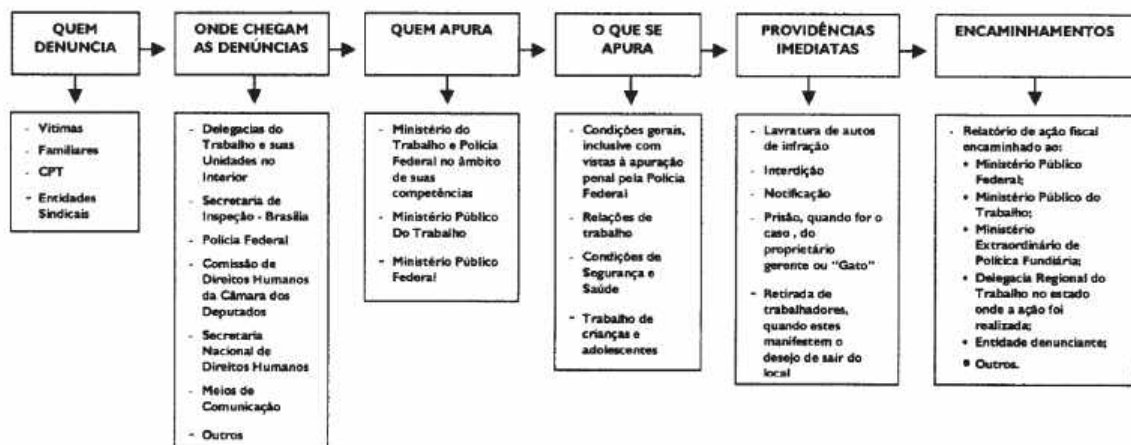 QUEM
DENUNCIA
ONDE CHEGAM
AS DENÚNCIAS
QUEM APURA
O QUE SE
APURA
PROVIDÊNCIAS
IMEDIATAS
ENCAMINHAMENTOS
- Vítimas
- Familiares
- CPT
- Entidades
Sindicais
- Delegacias do
Trabalho e suas
Unidades no
Interior
- Secretaria de
Inspeção - Brasília
- Polícia Federal
- Comissão de
Direitos Humanos
da Câmara dos
Deputados
- Secretaria
Nacional de
Direitos Humanos
- Meios de
Comunicação
- Outros
- Ministério do
Trabalho e Polícia
Federal no âmbito
de suas
competências
- Ministério Público
Do Trabalho
- Ministério Público
Federal
- Condições gerais,
inclusive com
vistas à apuração
penal pela Polícia
Federal
- Relações de
trabalho
- Condições de
Segurança e
Saúde
- Trabalho de
crianças e
adolescentes
- Lavratura de autos
de infração
- Interdição
- Notificação
- Prisão, quando for o
caso , do
proprietário
gerente ou "Gato"
- Retirada de
trabalhadores,
quando estes
manifestem o
desejo de sair do
local
- Relatório de ação fiscal
encaminhado ao:
• Ministério Público
Federal;
• Ministério Público do
Trabalho;
• Ministério
Extraordinário de
Política Fundiária;
• Delegacia Regional do
Trabalho no estado
onde a ação foi
realizada;
• Entidade denunciante;
• Outros.